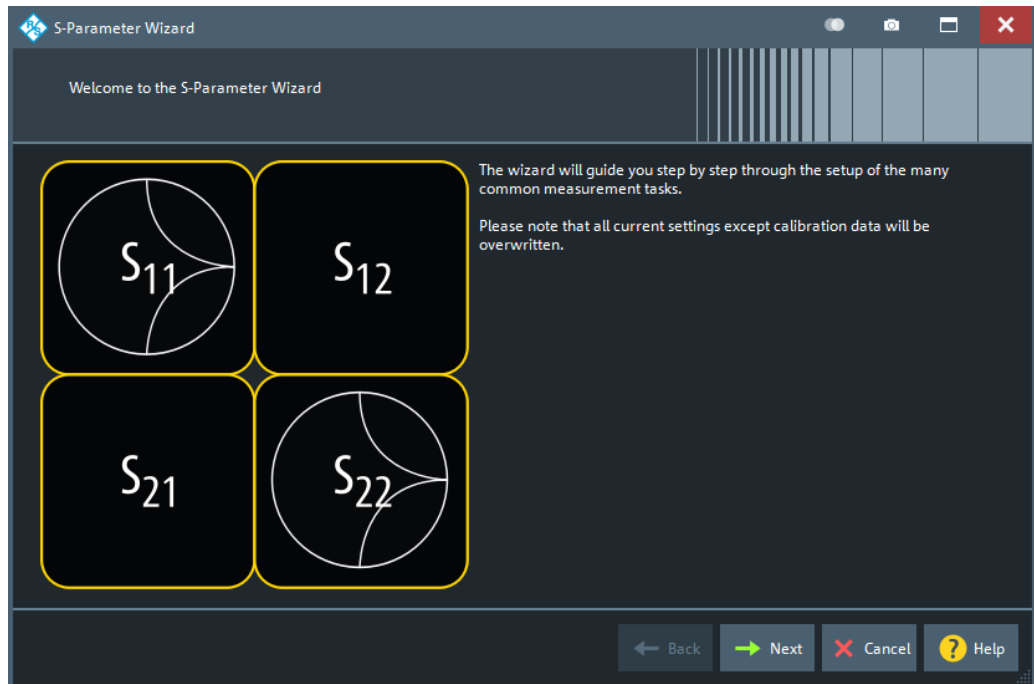 S-Parameter Wizard
Welcome to the S-Parameter Wizard
The wizard will guide you step by step through the setup of the many
common measurement tasks.
Please note that all current settings except calibration data will be
overwritten.
S11
S12
S21
S22
Back
Next
Cancel
? Help